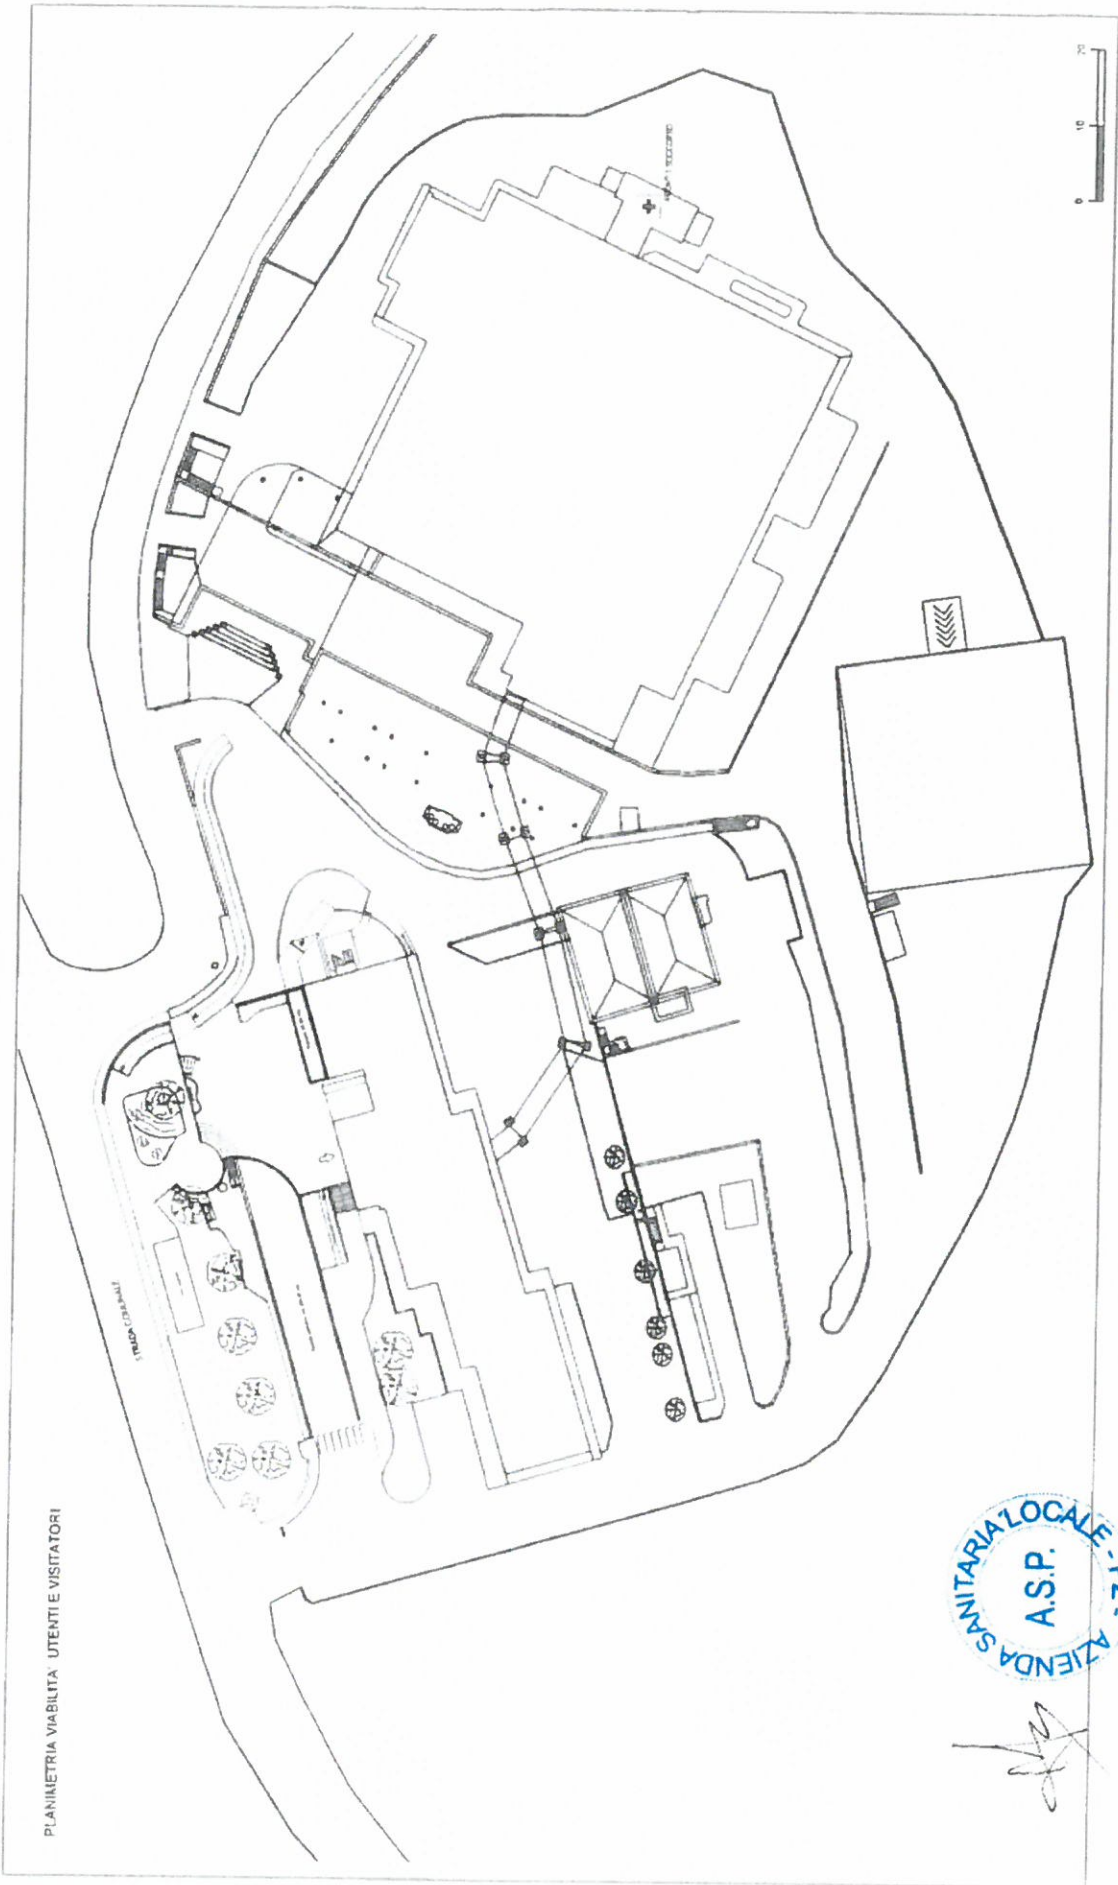 PLANIMETRIA VIABILITA' UTENTI E VISITATORI
STRADA COMUNALE
0 10 20
AZIENDA SANITARIA LOCALE
A.S.P.